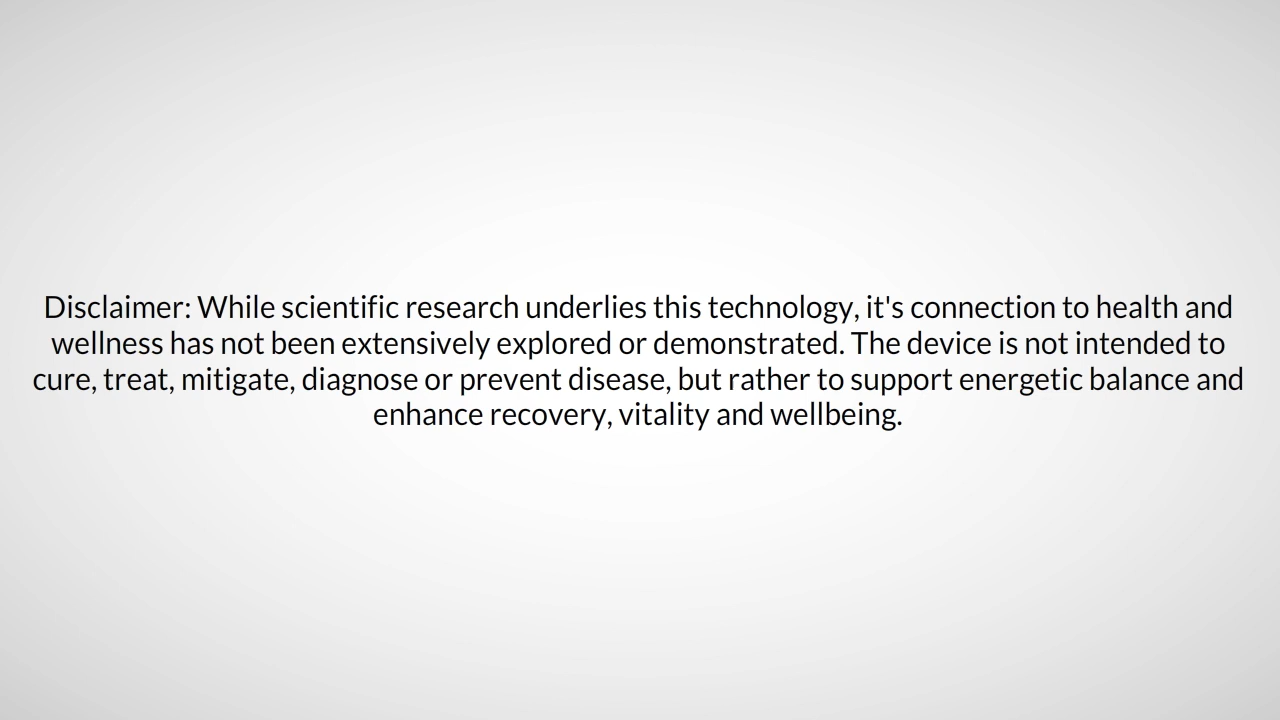 Disclaimer: While scientific research underlies this technology, it's connection to health and
wellness has not been extensively explored or demonstrated. The device is not intended to
cure, treat, mitigate, diagnose or prevent disease, but rather to support energetic balance and
enhance recovery, vitality and wellbeing.